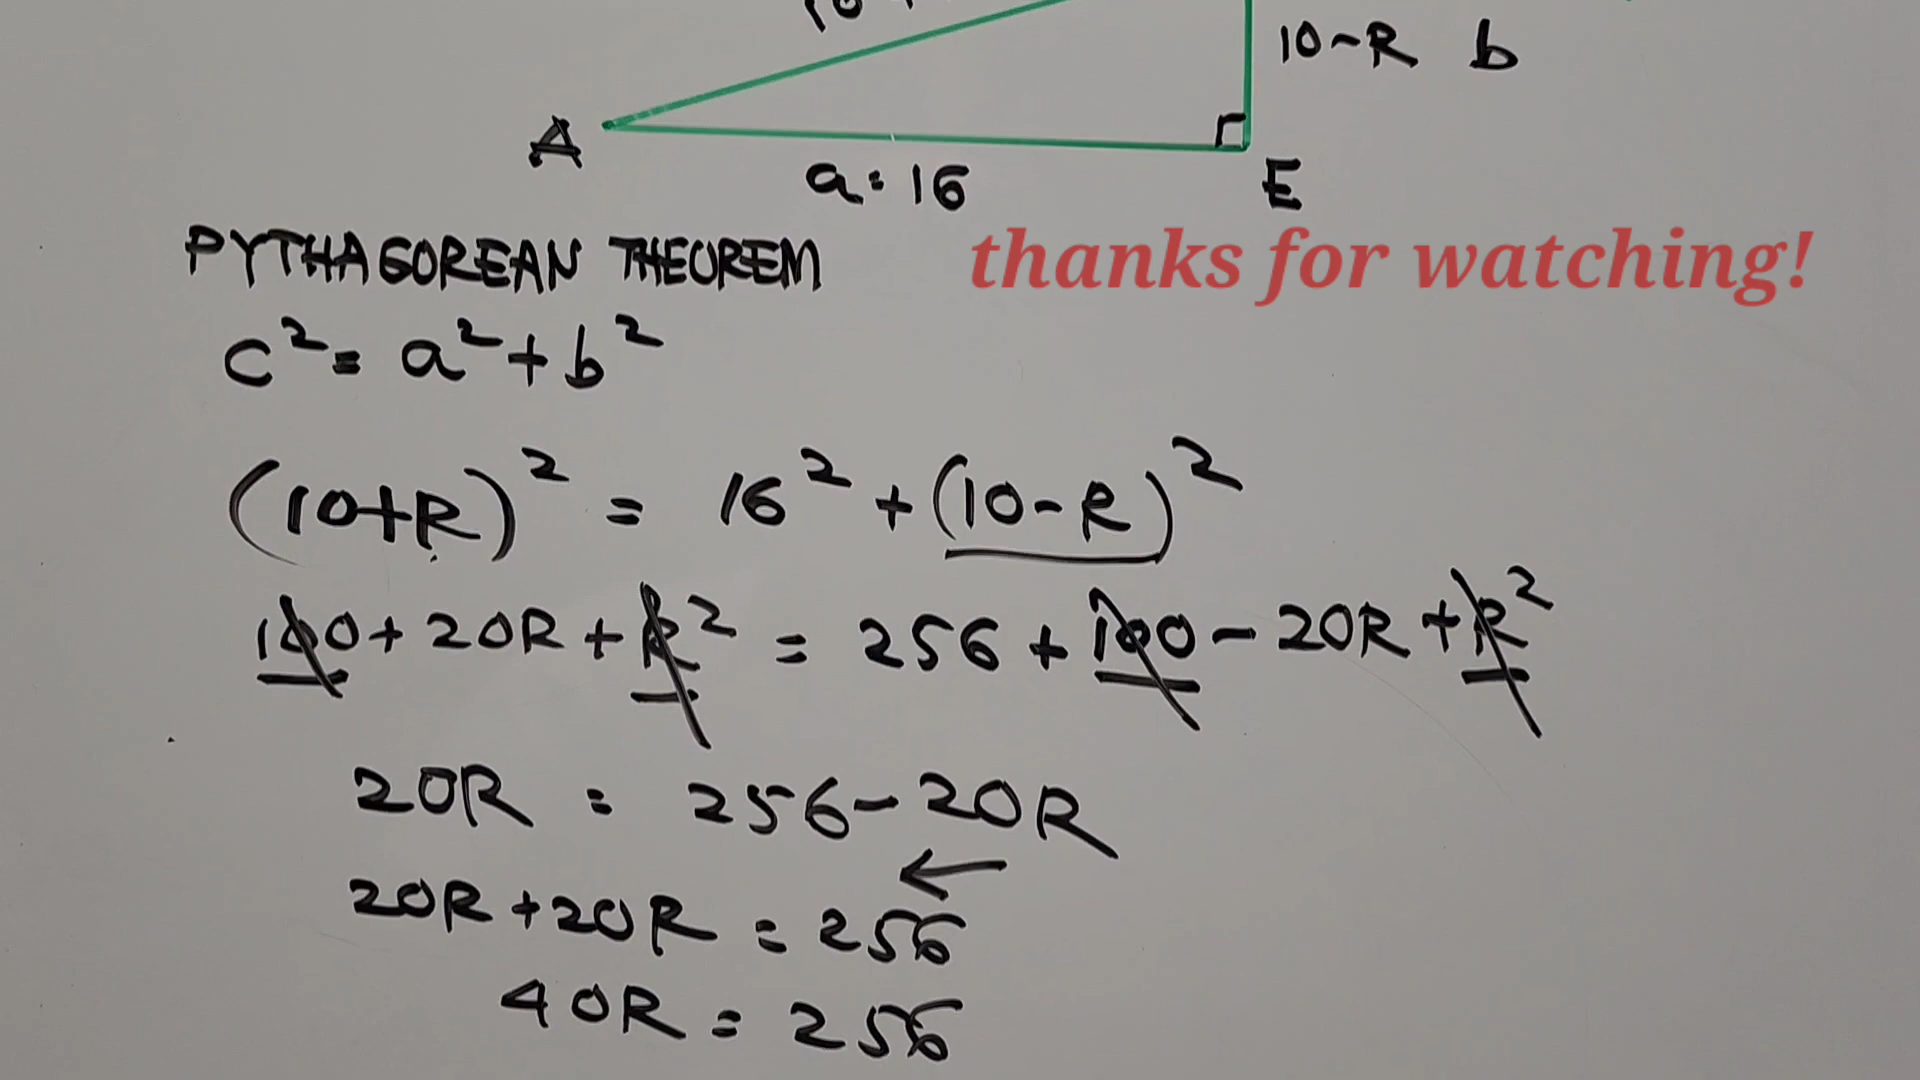 10-R b
A
a=16
E
PYTHAGOREAN THEOREM
thanks for watching!
c²=a²+b²
(10+R)² = 16² + (10-R)²
100 + 20R + R² = 256 + 100 - 20R + R²
20R = 256 - 20R
←
20R + 20R = 256
40R = 256